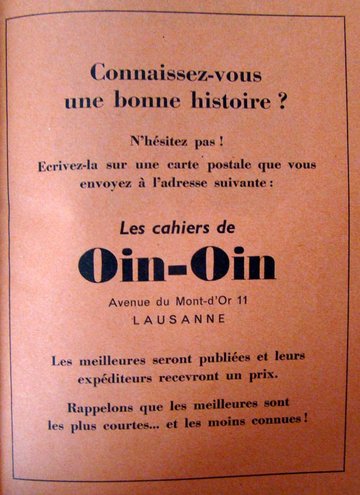 Connaissez-vous
une bonne histoire ?
N'hésitez pas !
Ecrivez-la sur une carte postale que vous
envoyez à l'adresse suivante :
Les cahiers de
Oin-Oin
Avenue du Mont-d'Or 11
LAUSANNE
Les meilleures seront publiées et leurs
expéditeurs recevront un prix.
Rappelons que les meilleures sont
les plus courtes... et les moins connues !